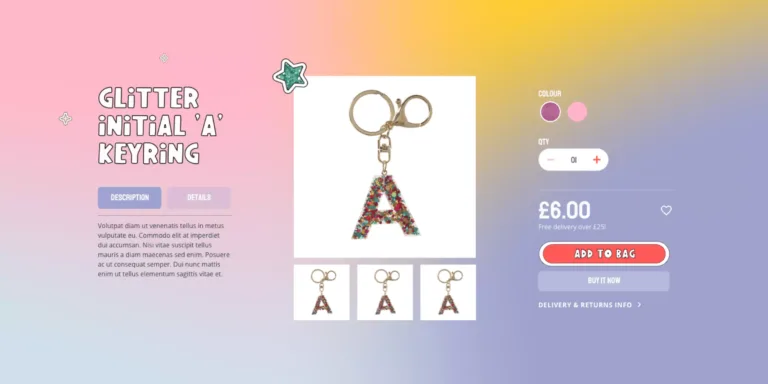 GLiTTER
iNiTiAL 'A'
KEYRiNG
DESCRIPTION
DETAILS
Volutpat diam ut venenatis tellus in metus
vulputate eu. Commodo elit at imperdiet
dui accumsan. Nisi vitae suscipit tellus
mauris a diam maecenas sed enim. Posuere
ac ut consequat semper. Dui nunc mattis
enim ut tellus elementum sagittis vitae et.
A
A
A
A
COLOUR
QTY
− 01 +
£6.00
Free delivery over £25!
ADD TO BAG
BUY IT NOW
DELIVERY & RETURNS INFO >